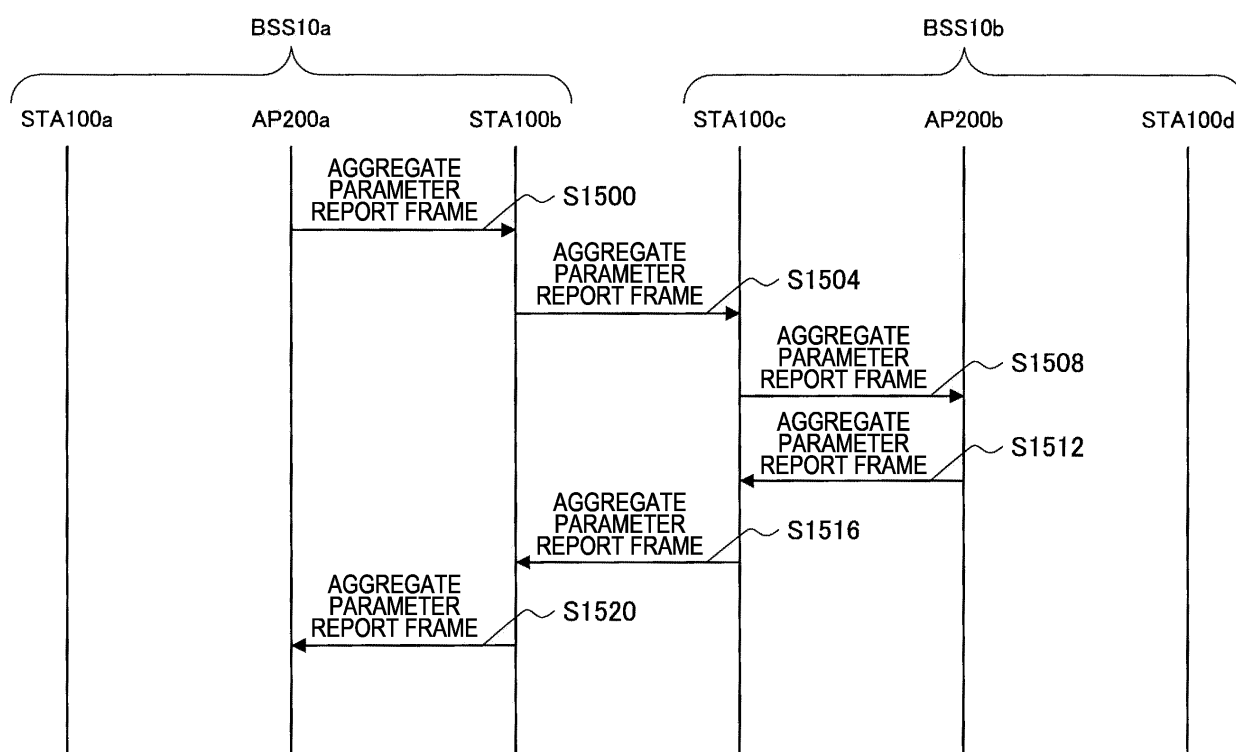 BSS10a
BSS10b
STA100a
AP200a
STA100b
STA100c
AP200b
STA100d
AGGREGATE
PARAMETER
REPORT FRAME
S1500
AGGREGATE
PARAMETER
REPORT FRAME
S1504
AGGREGATE
PARAMETER
REPORT FRAME
S1508
AGGREGATE
PARAMETER
REPORT FRAME
S1512
AGGREGATE
PARAMETER
REPORT FRAME
S1516
AGGREGATE
PARAMETER
REPORT FRAME
S1520